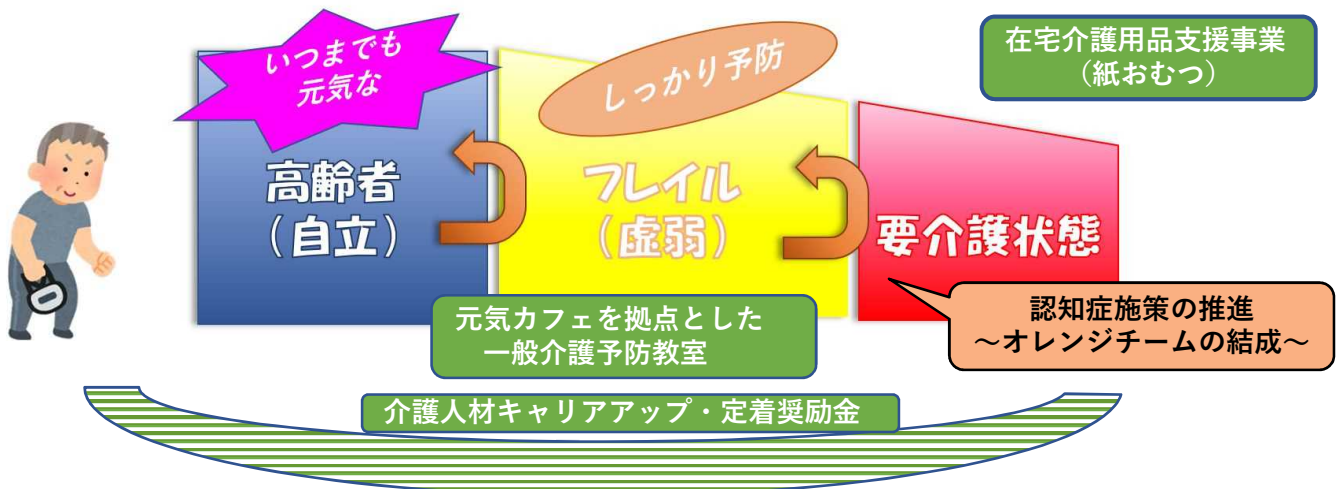 いつまでも
元気な
しっかり予防
在宅介護用品支援事業
（紙おむつ）
高齢者
（自立）
フレイル
（虚弱）
要介護状態
認知症施策の推進
～オレンジチームの結成～
元気カフェを拠点とした
一般介護予防教室
介護人材キャリアアップ・定着奨励金